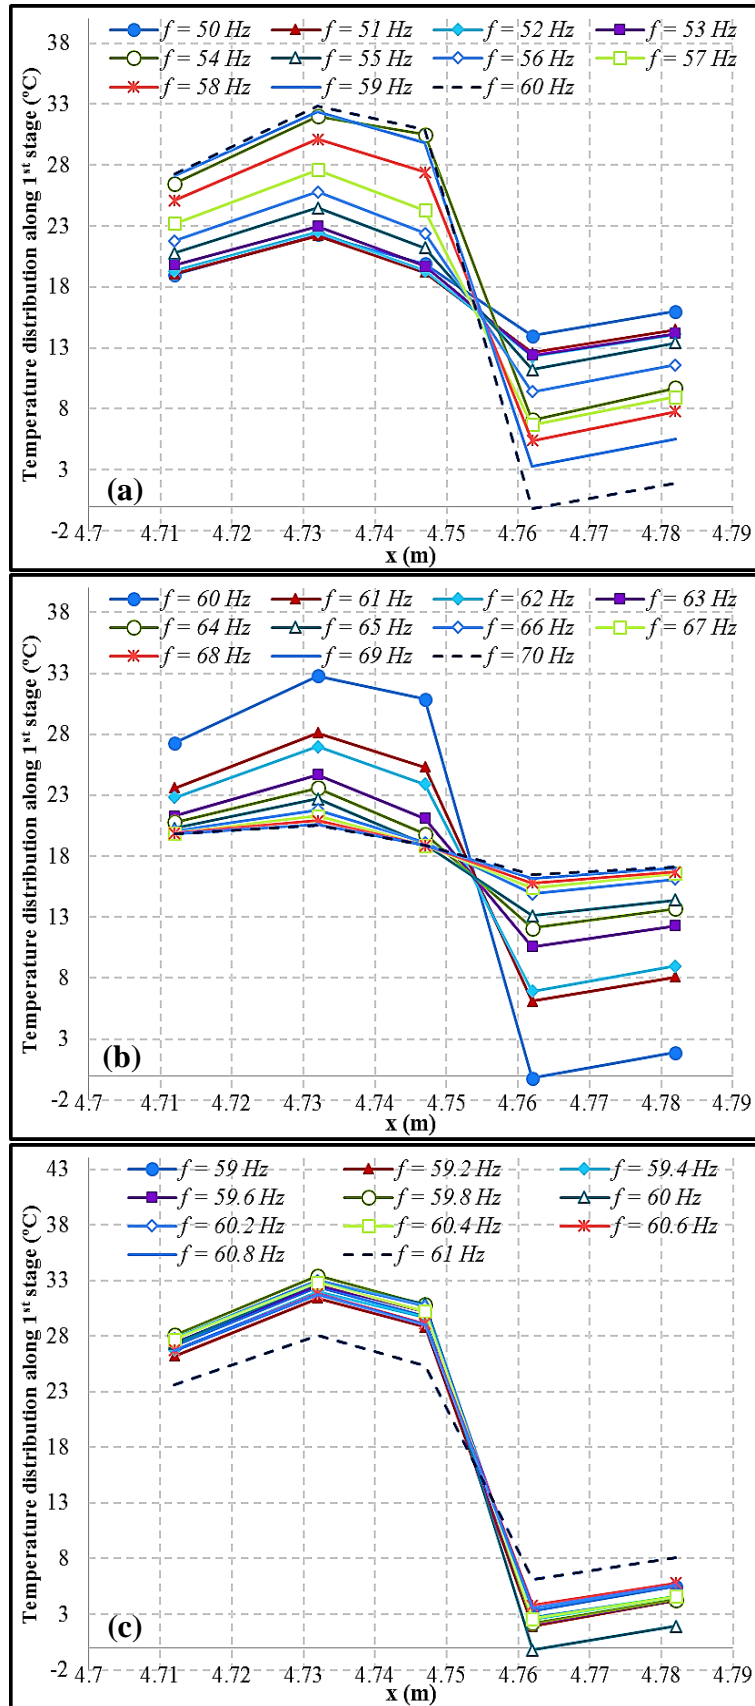 38
f = 50 Hz f = 51 Hz f = 52 Hz f = 53 Hz
f = 54 Hz f = 55 Hz f = 56 Hz f = 57 Hz
f = 58 Hz f = 59 Hz f = 60 Hz
33
28
23
18
13
8
3
-2
Temperature distribution along 1st stage (ºC)
(a)
4.7 4.71 4.72 4.73 4.74 4.75 4.76 4.77 4.78 4.79
x (m)
38
f = 60 Hz f = 61 Hz f = 62 Hz f = 63 Hz
f = 64 Hz f = 65 Hz f = 66 Hz f = 67 Hz
f = 68 Hz f = 69 Hz f = 70 Hz
33
28
23
18
13
8
3
-2
Temperature distribution along 1st stage (ºC)
(b)
4.7 4.71 4.72 4.73 4.74 4.75 4.76 4.77 4.78 4.79
x (m)
43
f = 59 Hz f = 59.2 Hz f = 59.4 Hz
f = 59.6 Hz f = 59.8 Hz f = 60 Hz
f = 60.2 Hz f = 60.4 Hz f = 60.6 Hz
f = 60.8 Hz f = 61 Hz
38
33
28
23
18
13
8
3
-2
Temperature distribution along 1st stage (ºC)
(c)
4.7 4.71 4.72 4.73 4.74 4.75 4.76 4.77 4.78 4.79
x (m)